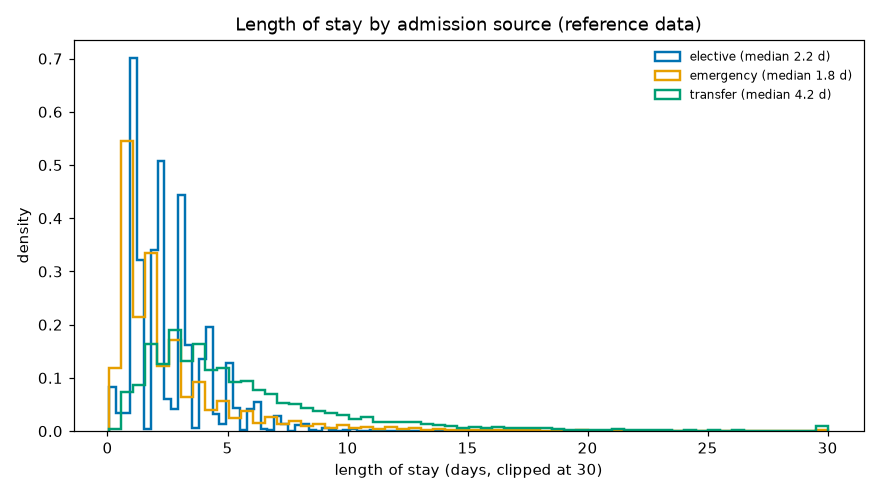 Length of stay by admission source (reference data)
elective (median 2.2 d)
emergency (median 1.8 d)
transfer (median 4.2 d)
density
0.7
0.6
0.5
0.4
0.3
0.2
0.1
0.0
0 5 10 15 20 25 30
length of stay (days, clipped at 30)